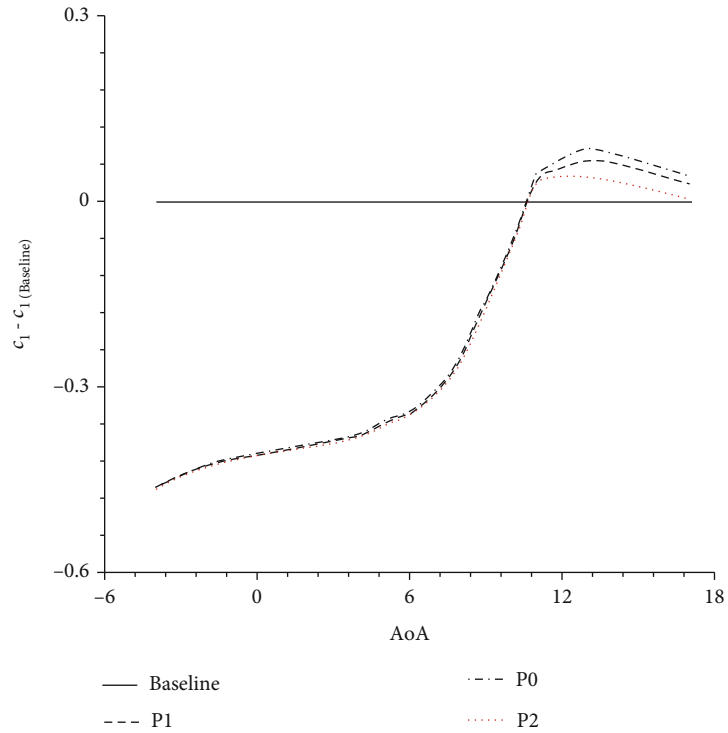 0.3
0
−0.3
−0.6
c1 - c1 (Baseline)
−6
0
6
12
18
AoA
Baseline
P0
P1
P2